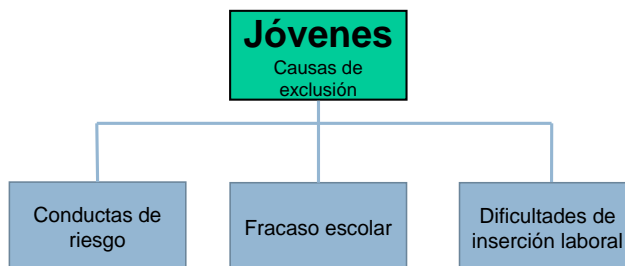 Jóvenes
Causas de
exclusión
Conductas de
riesgo
Fracaso escolar
Dificultades de
inserción laboral